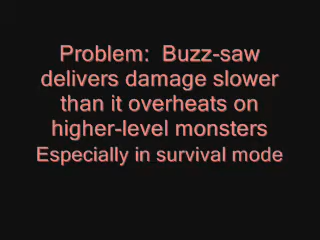 Problem:  Buzz-saw
delivers damage slower
than it overheats on
higher-level monsters
Especially in survival mode